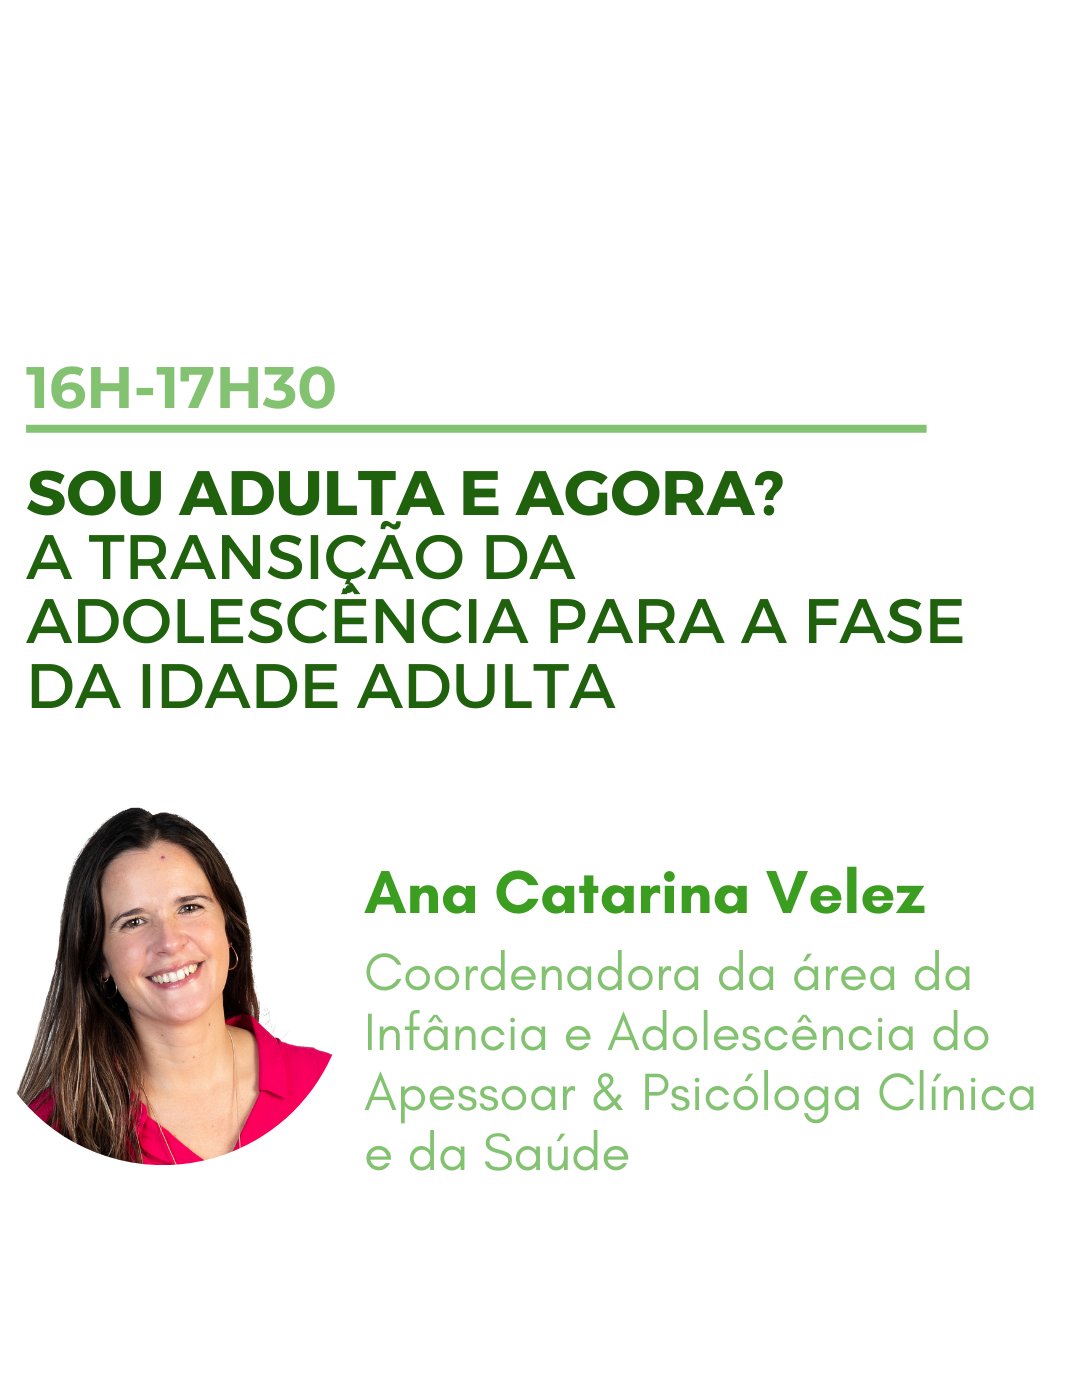 16H-17H30
SOU ADULTA E AGORA?
A TRANSIÇÃO DA
ADOLESCÊNCIA PARA A FASE
DA IDADE ADULTA
Ana Catarina Velez
Coordenadora da área da
Infância e Adolescência do
Apessoar & Psicóloga Clínica
e da Saúde